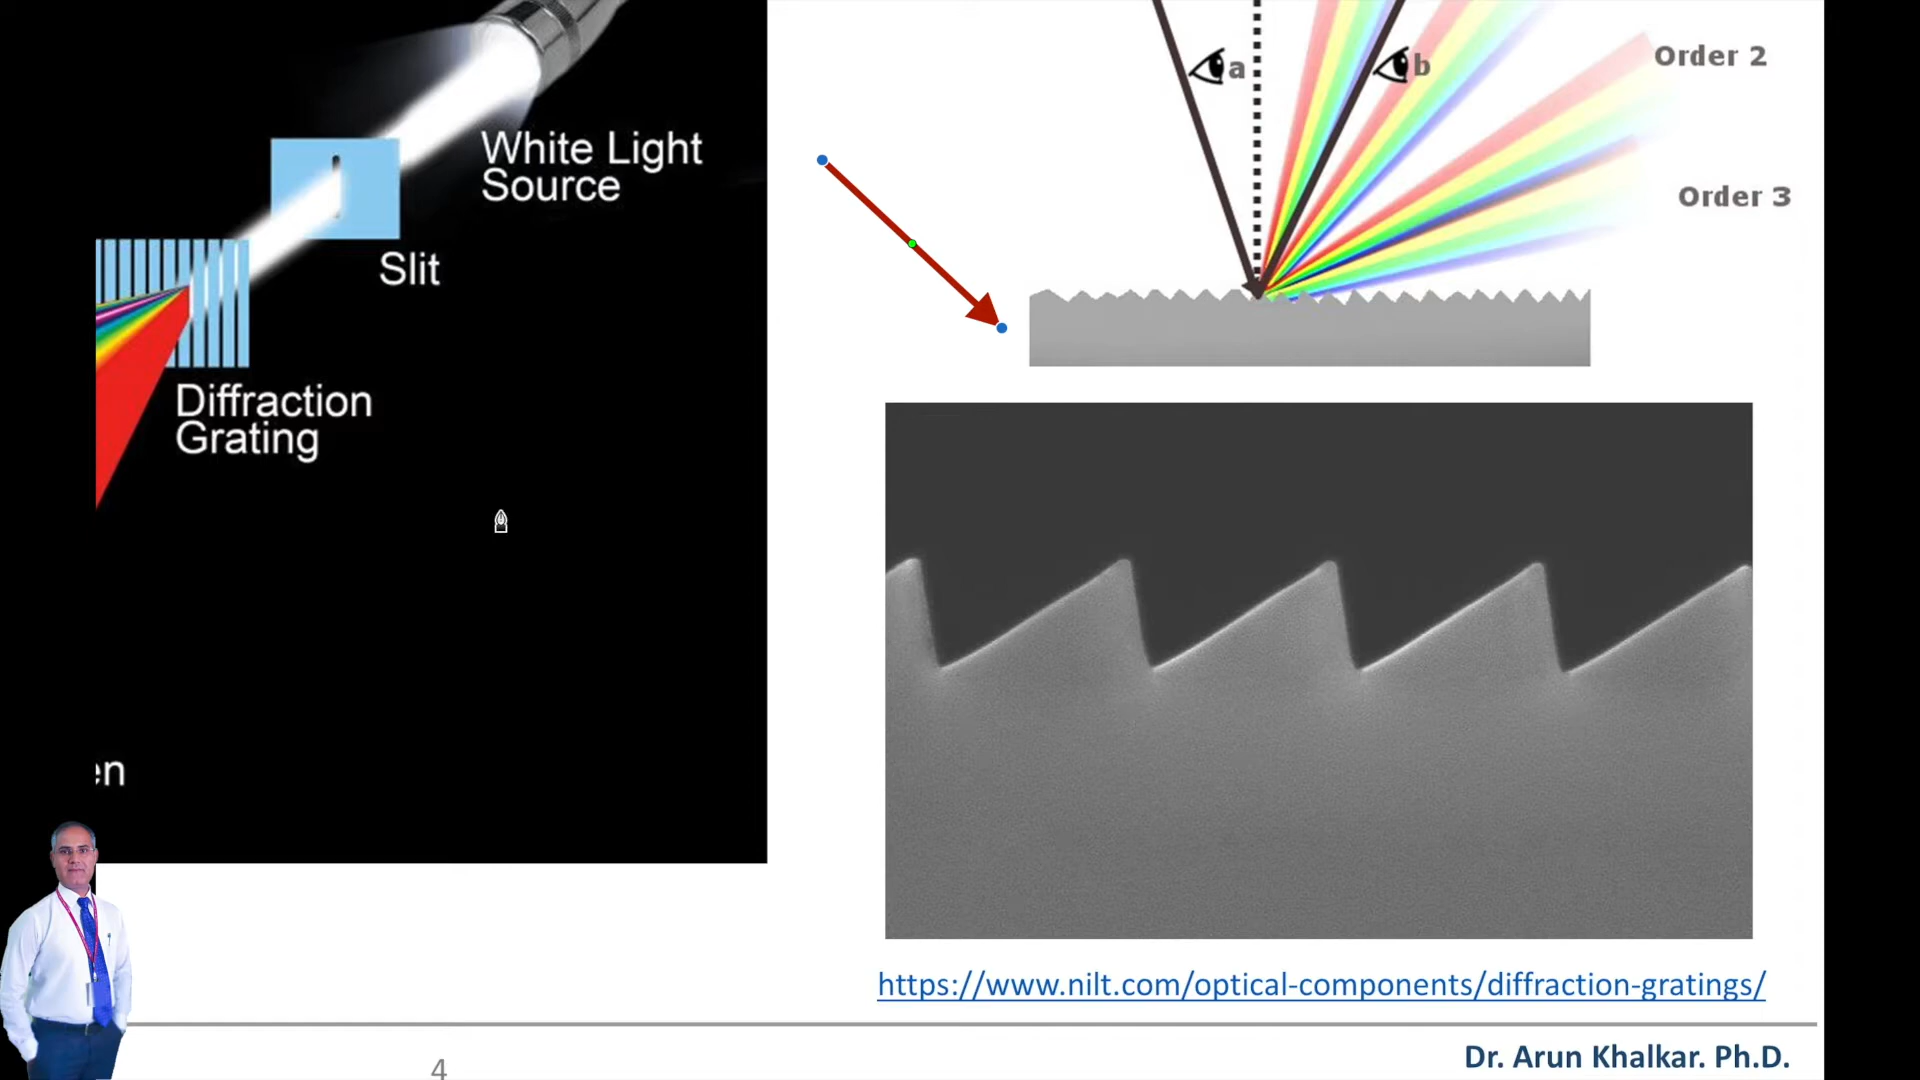 White Light
Source
Slit
Diffraction
Grating
en
a
b
Order 2
Order 3
https://www.nilt.com/optical-components/diffraction-gratings/
4
Dr. Arun Khalkar. Ph.D.